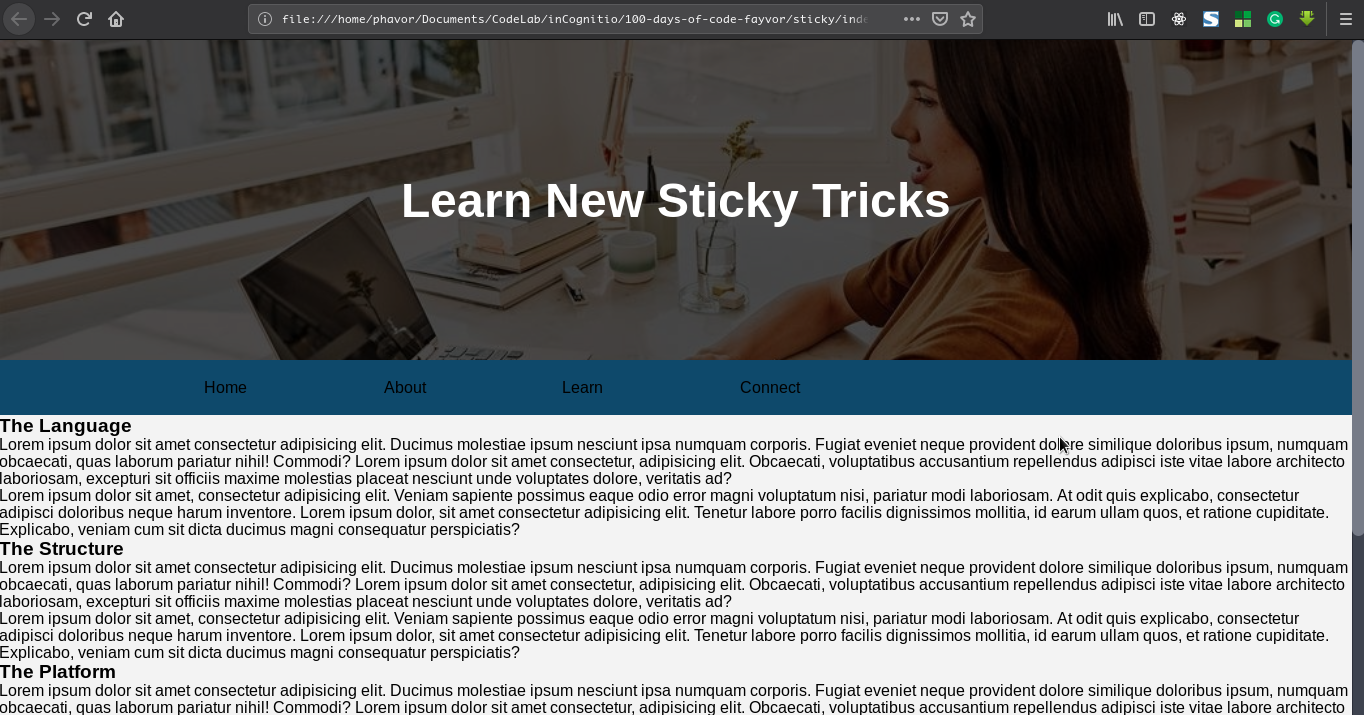 file:///home/phavor/Documents/CodeLab/inCognitio/100-days-of-code-fayvor/sticky/inde
Learn New Sticky Tricks
Home About Learn Connect
The Language
Lorem ipsum dolor sit amet consectetur adipisicing elit. Ducimus molestiae ipsum nesciunt ipsa numquam corporis. Fugiat eveniet neque provident dolore similique doloribus ipsum, numquam
obcaecati, quas laborum pariatur nihil! Commodi? Lorem ipsum dolor sit amet consectetur, adipisicing elit. Obcaecati, voluptatibus accusantium repellendus adipisci iste vitae labore architecto
laboriosam, excepturi sit officiis maxime molestias placeat nesciunt unde voluptates dolore, veritatis ad?
Lorem ipsum dolor sit amet, consectetur adipisicing elit. Veniam sapiente possimus eaque odio error magni voluptatum nisi, pariatur modi laboriosam. At odit quis explicabo, consectetur
adipisci doloribus neque harum inventore. Lorem ipsum dolor, sit amet consectetur adipisicing elit. Tenetur labore porro facilis dignissimos mollitia, id earum ullam quos, et ratione cupiditate.
Explicabo, veniam cum sit dicta ducimus magni consequatur perspiciatis?
The Structure
Lorem ipsum dolor sit amet consectetur adipisicing elit. Ducimus molestiae ipsum nesciunt ipsa numquam corporis. Fugiat eveniet neque provident dolore similique doloribus ipsum, numquam
obcaecati, quas laborum pariatur nihil! Commodi? Lorem ipsum dolor sit amet consectetur, adipisicing elit. Obcaecati, voluptatibus accusantium repellendus adipisci iste vitae labore architecto
laboriosam, excepturi sit officiis maxime molestias placeat nesciunt unde voluptates dolore, veritatis ad?
Lorem ipsum dolor sit amet, consectetur adipisicing elit. Veniam sapiente possimus eaque odio error magni voluptatum nisi, pariatur modi laboriosam. At odit quis explicabo, consectetur
adipisci doloribus neque harum inventore. Lorem ipsum dolor, sit amet consectetur adipisicing elit. Tenetur labore porro facilis dignissimos mollitia, id earum ullam quos, et ratione cupiditate.
Explicabo, veniam cum sit dicta ducimus magni consequatur perspiciatis?
The Platform
Lorem ipsum dolor sit amet consectetur adipisicing elit. Ducimus molestiae ipsum nesciunt ipsa numquam corporis. Fugiat eveniet neque provident dolore similique doloribus ipsum, numquam
obcaecati, quas laborum pariatur nihil! Commodi? Lorem ipsum dolor sit amet consectetur, adipisicing elit. Obcaecati, voluptatibus accusantium repellendus adipisci iste vitae labore architecto